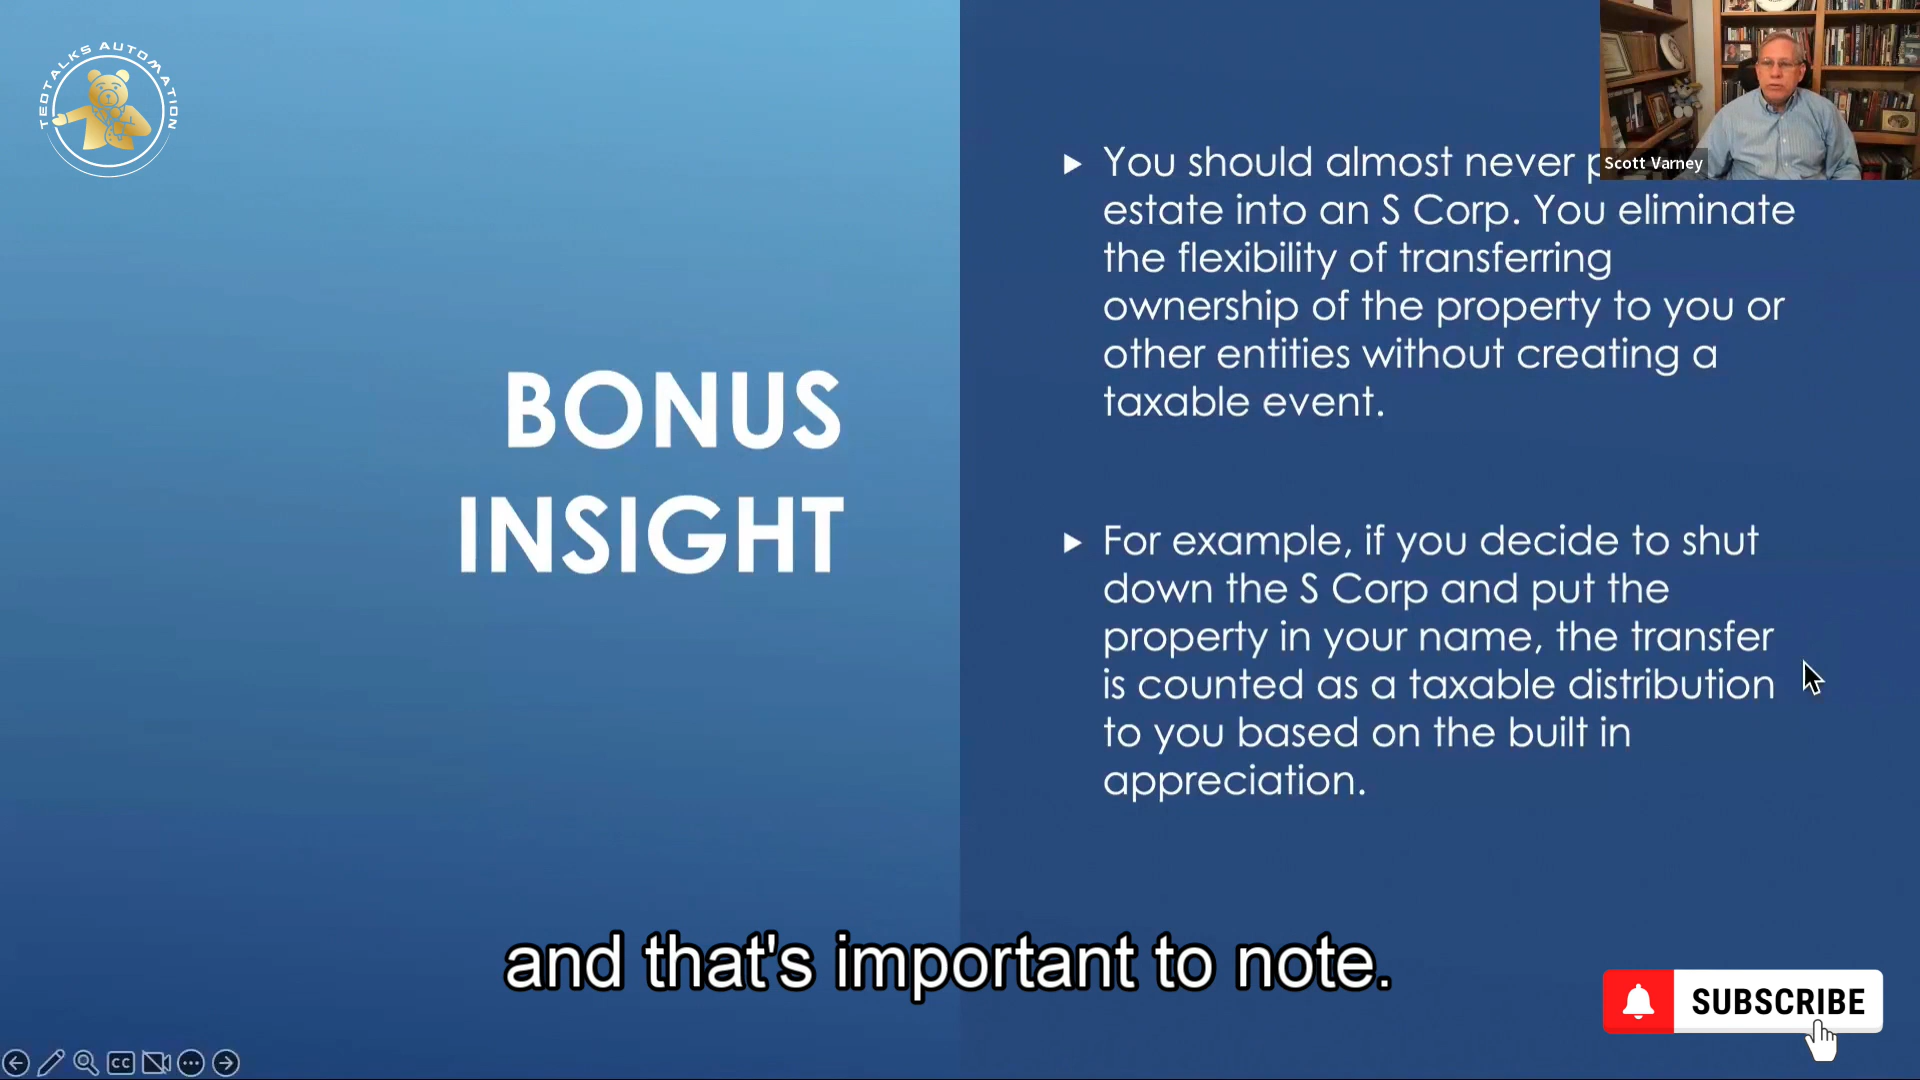 TEDTALKS AUTOMATION
BONUS
INSIGHT
Scott Varney
You should almost never
estate into an S Corp. You eliminate
the flexibility of transferring
ownership of the property to you or
other entities without creating a
taxable event.
For example, if you decide to shut
down the S Corp and put the
property in your name, the transfer
is counted as a taxable distribution
to you based on the built in
appreciation.
and that's important to note.
SUBSCRIBE
CC